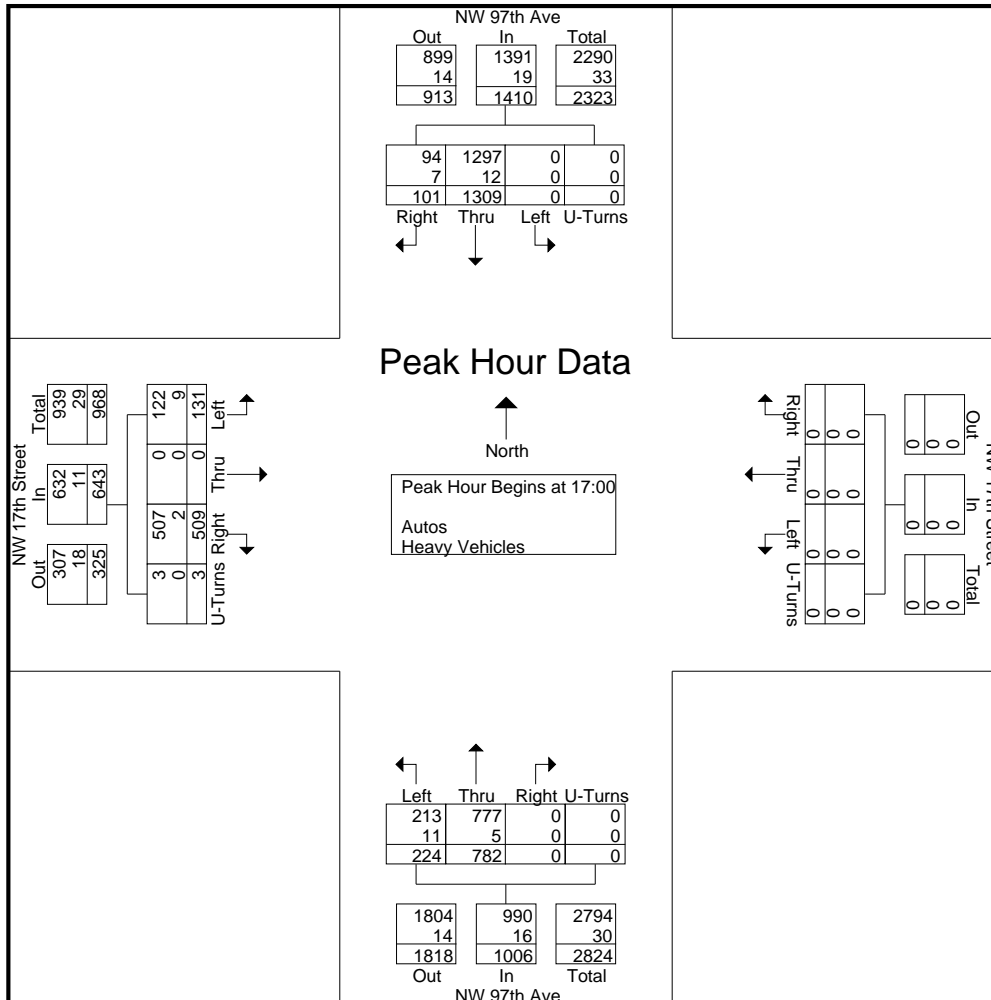 NW 97th Ave
Out In Total
899 1391 2290
14 19 33
913 1410 2323
94 1297 0 0
7 12 0 0
101 1309 0 0
Right Thru Left U-Turns
Peak Hour Data
North
Peak Hour Begins at 17:00
Autos
Heavy Vehicles
NW 17th Street
Out In Total
307 632 939
18 11 29
325 643 968
U-Turns Right Thru Left
3 507 0 122
0 2 0 9
3 509 0 131
Right Thru Left U-Turns
0 0 0 0
0 0 0 0
0 0 0 0
Out In Total
0 0 0
0 0 0
0 0 0
NW 17th Street
Left Thru Right U-Turns
213 777 0 0
11 5 0 0
224 782 0 0
1804 990 2794
14 16 30
1818 1006 2824
Out In Total
NW 97th Ave